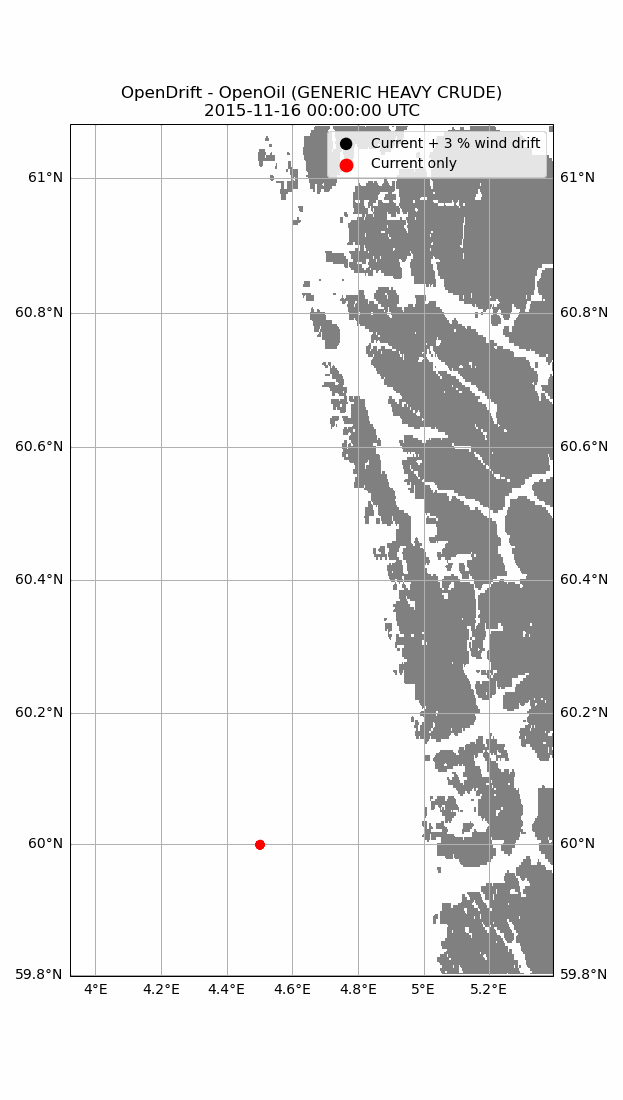 OpenDrift - OpenOil (GENERIC HEAVY CRUDE)
2015-11-16 00:00:00 UTC
Current + 3 % wind drift
Current only
61°N 61°N
60.8°N 60.8°N
60.6°N 60.6°N
60.4°N 60.4°N
60.2°N 60.2°N
60°N 60°N
59.8°N 59.8°N
4°E 4.2°E 4.4°E 4.6°E 4.8°E 5°E 5.2°E